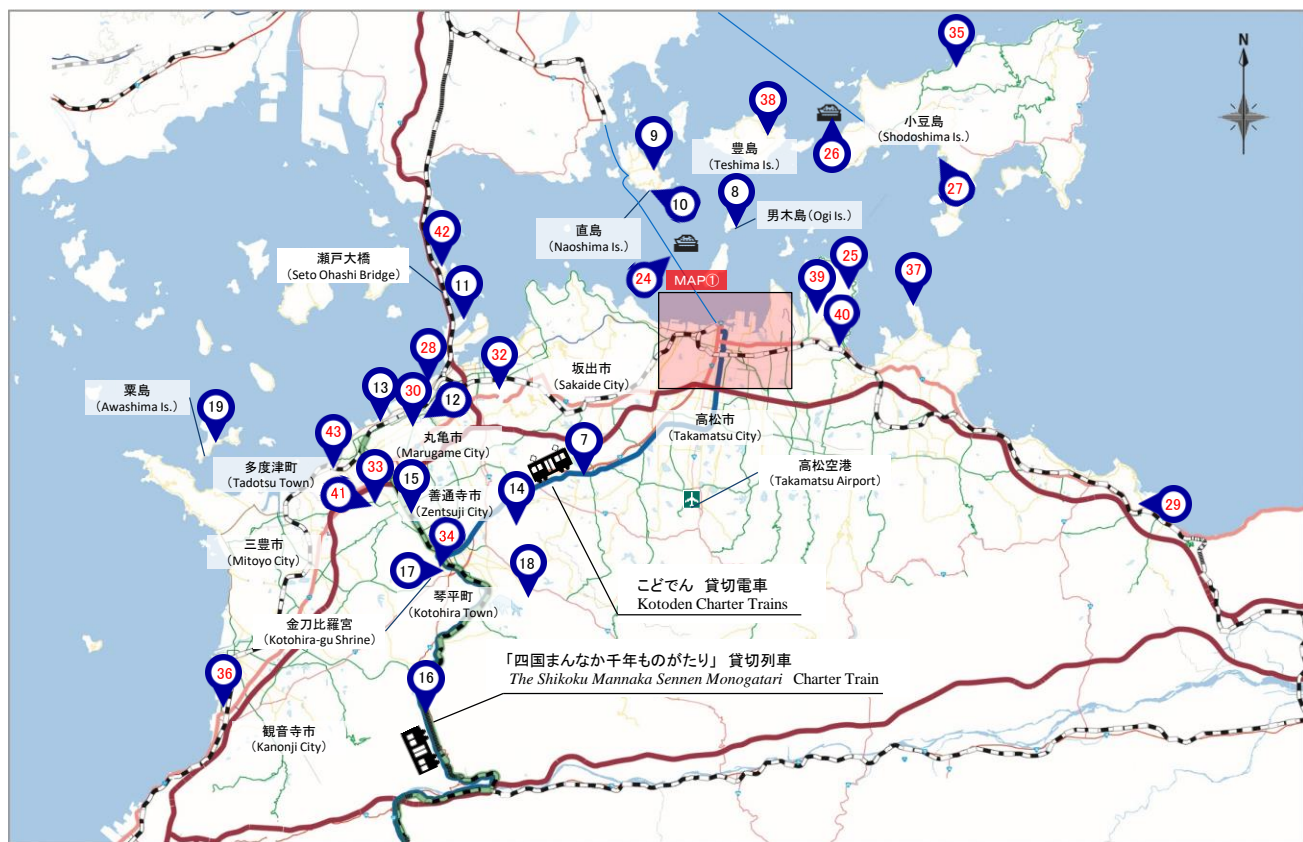 35
N
38
小豆島
(Shodoshima Is.)
9
豊島
(Teshima Is.)
26
8
27
10
直島
(Naoshima Is.)
男木島(Ogi Is.)
42
瀬戸大橋
(Seto Ohashi Bridge)
24
MAP①
39
25
37
11
40
28
32
坂出市
(Sakaide City)
粟島
(Awashima Is.)
19
13
30
12
高松市
(Takamatsu City)
43
丸亀市
(Marugame City)
7
多度津町
(Tadotsu Town)
33
15
41
善通寺市
(Zentsuji City)
14
高松空港
(Takamatsu Airport)
29
34
三豊市
(Mitoyo City)
17
18
琴平町
(Kotohira Town)
こどでん 貸切電車
Kotoden Charter Trains
金刀比羅宮
(Kotohira-gu Shrine)
36
16
「四国まんなか千年ものがたり」 貸切列車
The Shikoku Mannaka Sennen Monogatari Charter Train
観音寺市
(Kanonji City)